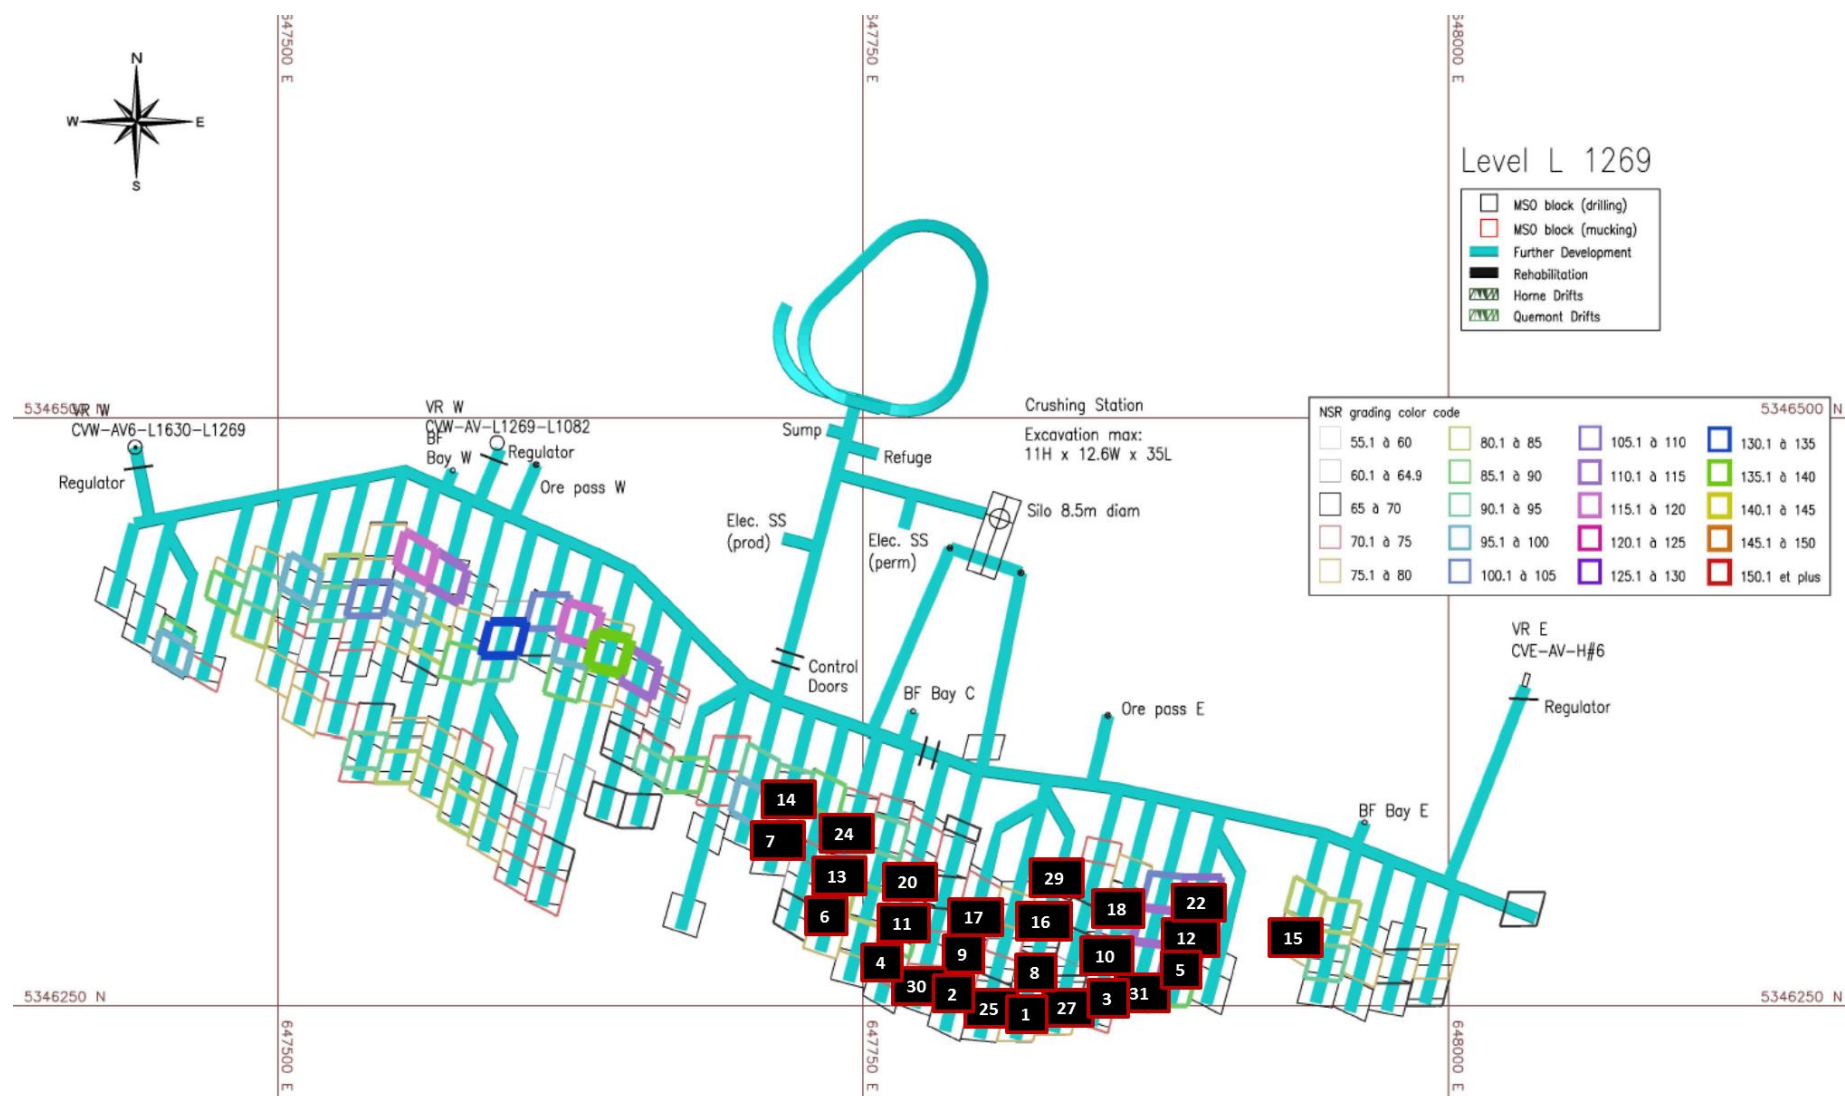 647500 E
647750 E
648000 E
N
W
E
S
Level L 1269
MSO block (drilling)
MSO block (mucking)
Further Development
Rehabilitation
Horne Drifts
Quemont Drifts
5346500 N
VR W
CVW-AV6-L1630-L1269
Regulator
VR W
CVW-AV-L1269-L1082
BF
Bay W
Regulator
Ore pass W
Sump
Refuge
Crushing Station
Excavation max:
11H x 12.6W x 35L
5346500 N
NSR grading color code
55.1 à 60
80.1 à 85
105.1 à 110
130.1 à 135
60.1 à 64.9
85.1 à 90
110.1 à 115
135.1 à 140
65 à 70
90.1 à 95
115.1 à 120
140.1 à 145
70.1 à 75
95.1 à 100
120.1 à 125
145.1 à 150
75.1 à 80
100.1 à 105
125.1 à 130
150.1 et plus
Elec. SS
(prod)
Elec. SS
(perm)
Silo 8.5m diam
Control
Doors
BF Bay C
Ore pass E
VR E
CVE-AV-H#6
Regulator
BF Bay E
14
7
24
13
20
29
6
11
17
16
18
22
12
15
4
9
8
10
5
30
2
25
1
27
3
31
5346250 N
5346250 N
647500 E
647750 E
648000 E